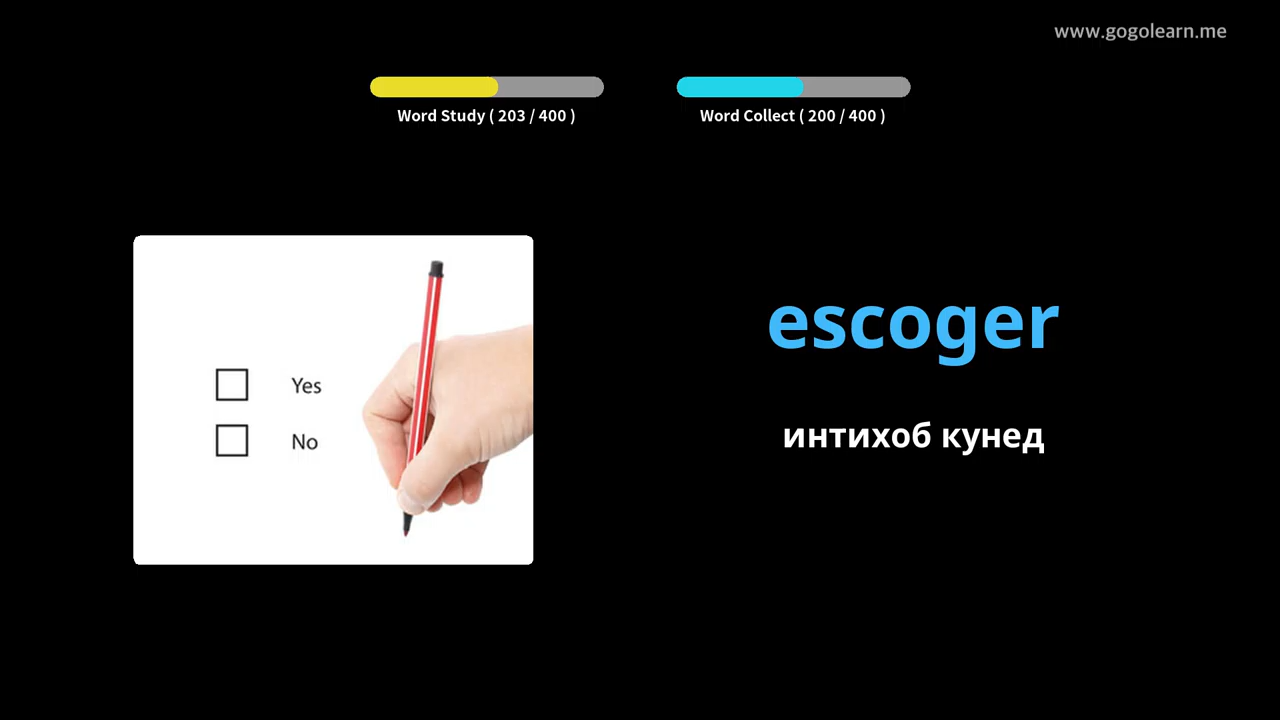 www.gogolearn.me
Word Study ( 203 / 400 )
Word Collect ( 200 / 400 )
Yes
No
escoger
интихоб кунед